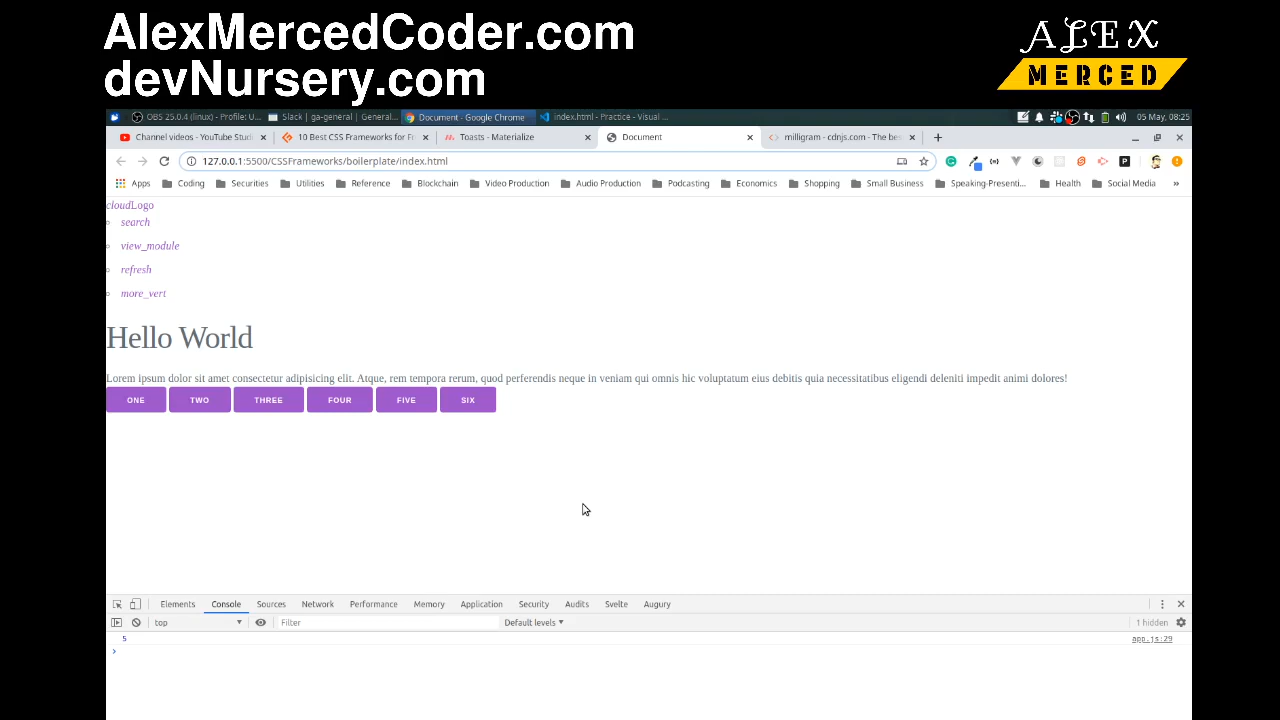 AlexMercedCoder.com
devNursery.com
ALEX
MERCED
OBS 25.0.4 (linux) - Profile: U...
Slack | ga-general | General...
Document - Google Chrome
index.html - Practice - Visual ...
05 May, 08:25
Channel videos - YouTube Studi
10 Best CSS Frameworks for Fr
Toasts - Materialize
Document
milligram - cdnjs.com - The bes
127.0.0.1:5500/CSSFrameworks/boilerplate/index.html
Apps
Coding
Securities
Utilities
Reference
Blockchain
Video Production
Audio Production
Podcasting
Economics
Shopping
Small Business
Speaking-Presenti...
Health
Social Media
»
cloudLogo
search
view_module
refresh
more_vert
Hello World
Lorem ipsum dolor sit amet consectetur adipisicing elit. Atque, rem tempora rerum, quod perferendis neque in veniam qui omnis hic voluptatum eius debitis quia necessitatibus eligendi deleniti impedit animi dolores!
ONE TWO THREE FOUR FIVE SIX
Elements Console Sources Network Performance Memory Application Security Audits Svelte Augury
top Filter Default levels 1 hidden
5 app.js:29